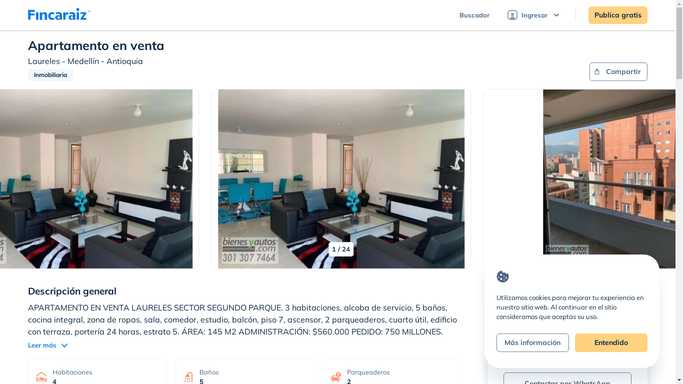 Fincaraiz
Buscador
Ingresar
Publica gratis
Apartamento en venta
Laureles - Medellín - Antioquia
Inmobiliaria
Compartir
bienesyautos
.com
301 307 7464
1 / 24
bienesyautos
Descripción general
APARTAMENTO EN VENTA LAURELES SECTOR SEGUNDO PARQUE. 3 habitaciones, alcoba de servicio, 5 baños,
cocina integral, zona de ropas, sala, comedor, estudio, balcón, piso 7, ascensor, 2 parqueaderos, cuarto útil, edificio
con terraza, portería 24 horas, estrato 5. ÁREA: 145 M2 ADMINISTRACIÓN: $560.000 PEDIDO: 750 MILLONES.
Leer más
Habitaciones
4
Baños
5
Parqueaderos
2
Utilizamos cookies para mejorar tu experiencia en
nuestro sitio web. Al continuar en el sitio
consideramos que aceptas su uso.
Más información
Entendido
Contactar por WhatsApp